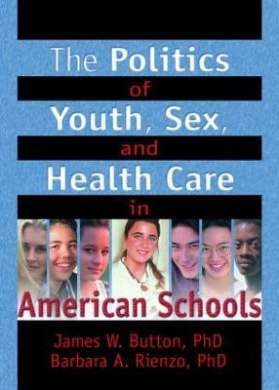 The Politics
of
Youth, Sex,
and
Health Care
in
American Schools
James W. Button, PhD
Barbara A. Rienzo, PhD